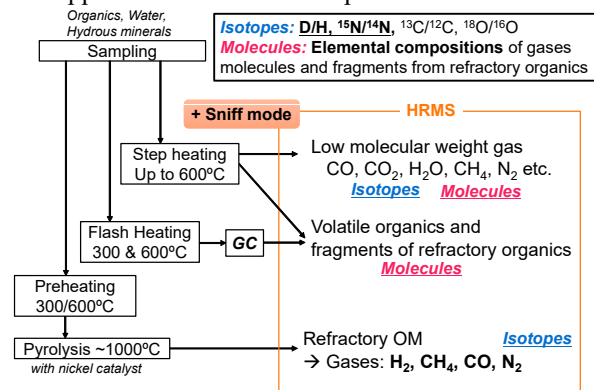 Organics, Water,
Hydrous minerals
Sampling
Isotopes: D/H, ¹⁵N/¹⁴N, ¹³C/¹²C, ¹⁸O/¹⁶O
Molecules: Elemental compositions of gases
molecules and fragments from refractory organics
+ Sniff mode
HRMS
Step heating
Up to 600ºC
Low molecular weight gas
CO, CO₂, H₂O, CH₄, N₂ etc.
Isotopes Molecules
Flash Heating
300 & 600ºC
GC
Volatile organics and
fragments of refractory organics
Molecules
Preheating
300/600ºC
Pyrolysis ~1000ºC
with nickel catalyst
Refractory OM Isotopes
→ Gases: H₂, CH₄, CO, N₂